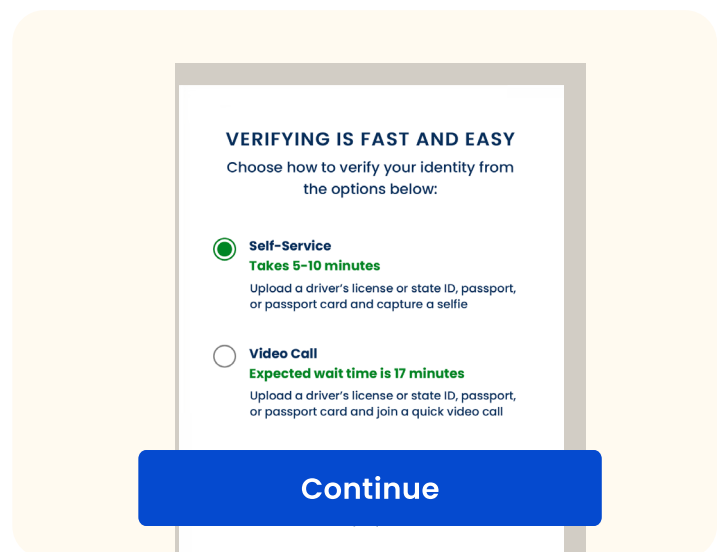 VERIFYING IS FAST AND EASY
Choose how to verify your identity from
the options below:
Self-Service
Takes 5-10 minutes
Upload a driver’s license or state ID, passport,
or passport card and capture a selfie
Video Call
Expected wait time is 17 minutes
Upload a driver’s license or state ID, passport,
or passport card and join a quick video call
Continue